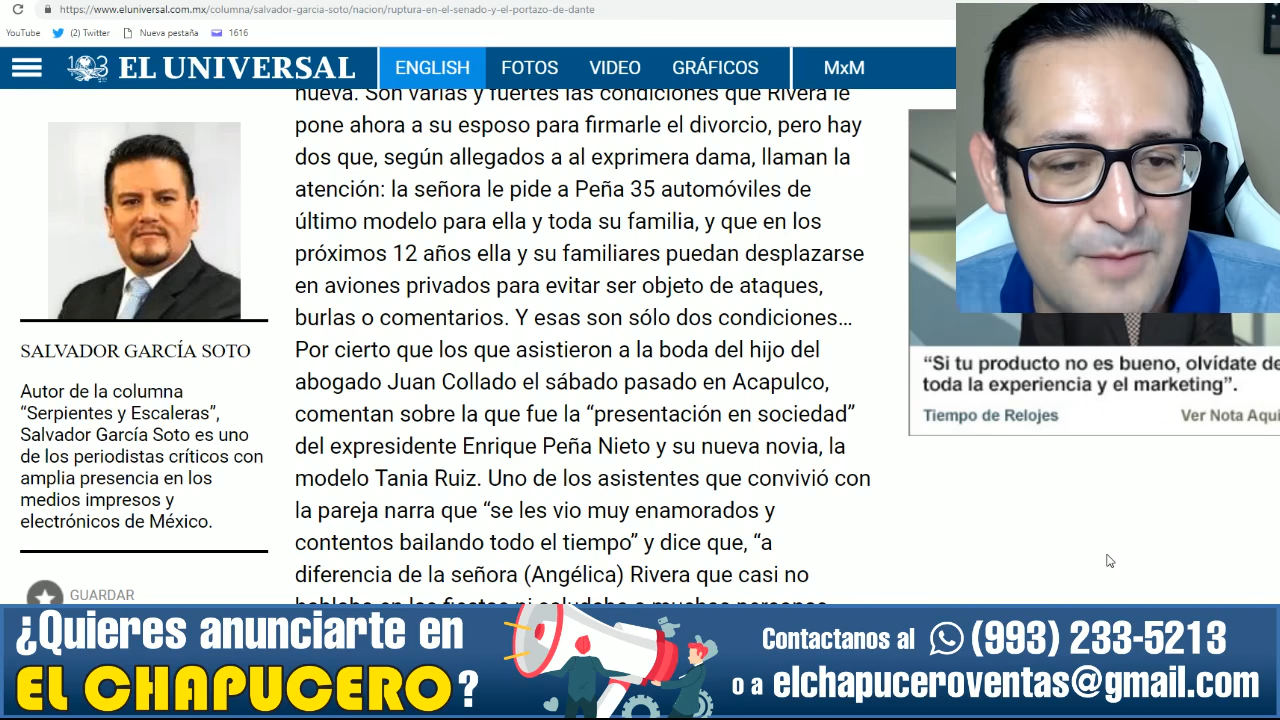 https://www.eluniversal.com.mx/columna/salvador-garcia-soto/nacion/ruptura-en-el-senado-y-el-portazo-de-dante
YouTube
(2) Twitter
Nueva pestaña
1616
103
EL UNIVERSAL
ENGLISH
FOTOS
VIDEO
GRÁFICOS
MxM
nueva. Son varias y fuertes las condiciones que Rivera le
pone ahora a su esposo para firmarle el divorcio, pero hay
dos que, según allegados a al exprimera dama, llaman la
atención: la señora le pide a Peña 35 automóviles de
último modelo para ella y toda su familia, y que en los
próximos 12 años ella y su familiares puedan desplazarse
en aviones privados para evitar ser objeto de ataques,
burlas o comentarios. Y esas son sólo dos condiciones…
Por cierto que los que asistieron a la boda del hijo del
abogado Juan Collado el sábado pasado en Acapulco,
comentan sobre la que fue la “presentación en sociedad”
del expresidente Enrique Peña Nieto y su nueva novia, la
modelo Tania Ruiz. Uno de los asistentes que convivió con
la pareja narra que “se les vio muy enamorados y
contentos bailando todo el tiempo” y dice que, “a
diferencia de la señora (Angélica) Rivera que casi no
hablaba en las fiestas ni saludaba a muchas personas
SALVADOR GARCÍA SOTO
Autor de la columna
“Serpientes y Escaleras”,
Salvador García Soto es uno
de los periodistas críticos con
amplia presencia en los
medios impresos y
electrónicos de México.
GUARDAR
“Si tu producto no es bueno, olvídate de
toda la experiencia y el marketing”.
Tiempo de Relojes
Ver Nota Aquí
¿Quieres anunciarte en
EL CHAPUCERO?
Contactanos al (993) 233-5213
o a elchapuceroventas@gmail.com